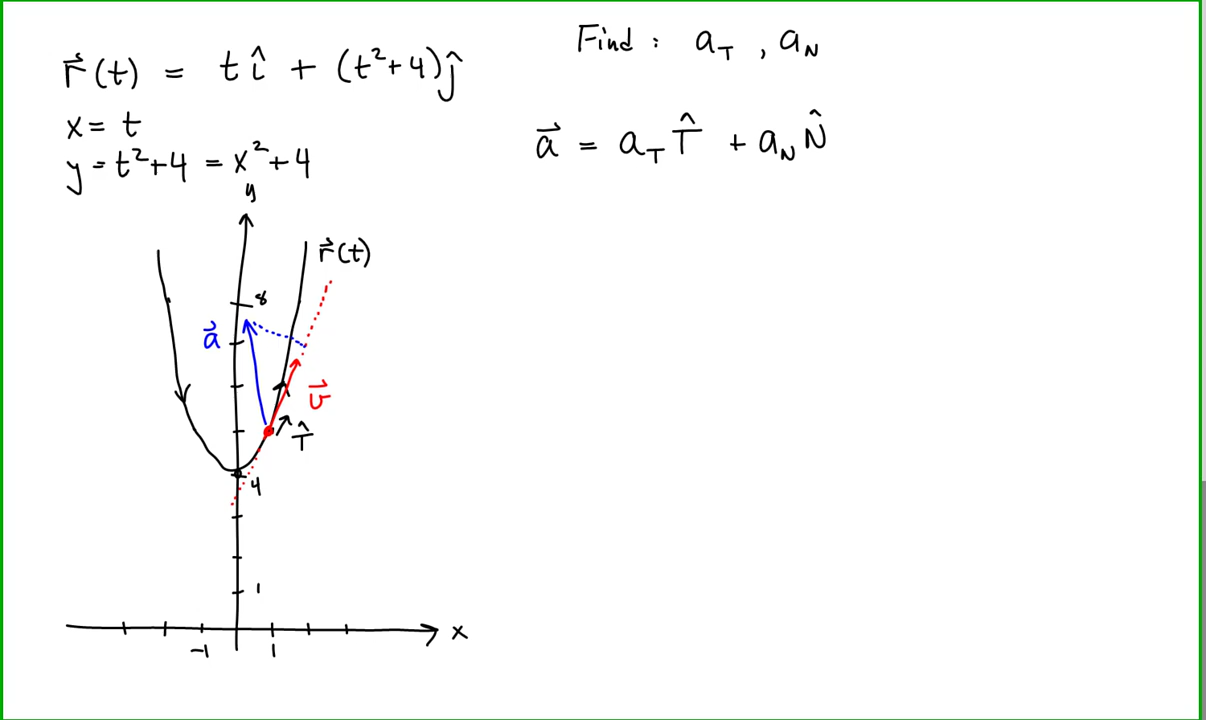 r⃗(t) = t î + (t²+4) ĵ
x = t
y = t²+4 = x²+4
Find : a_T , a_N
a⃗ = a_T T̂ + a_N N̂
y
r⃗(t)
8
a⃗
v⃗
T̂
4
1
x
-1 1